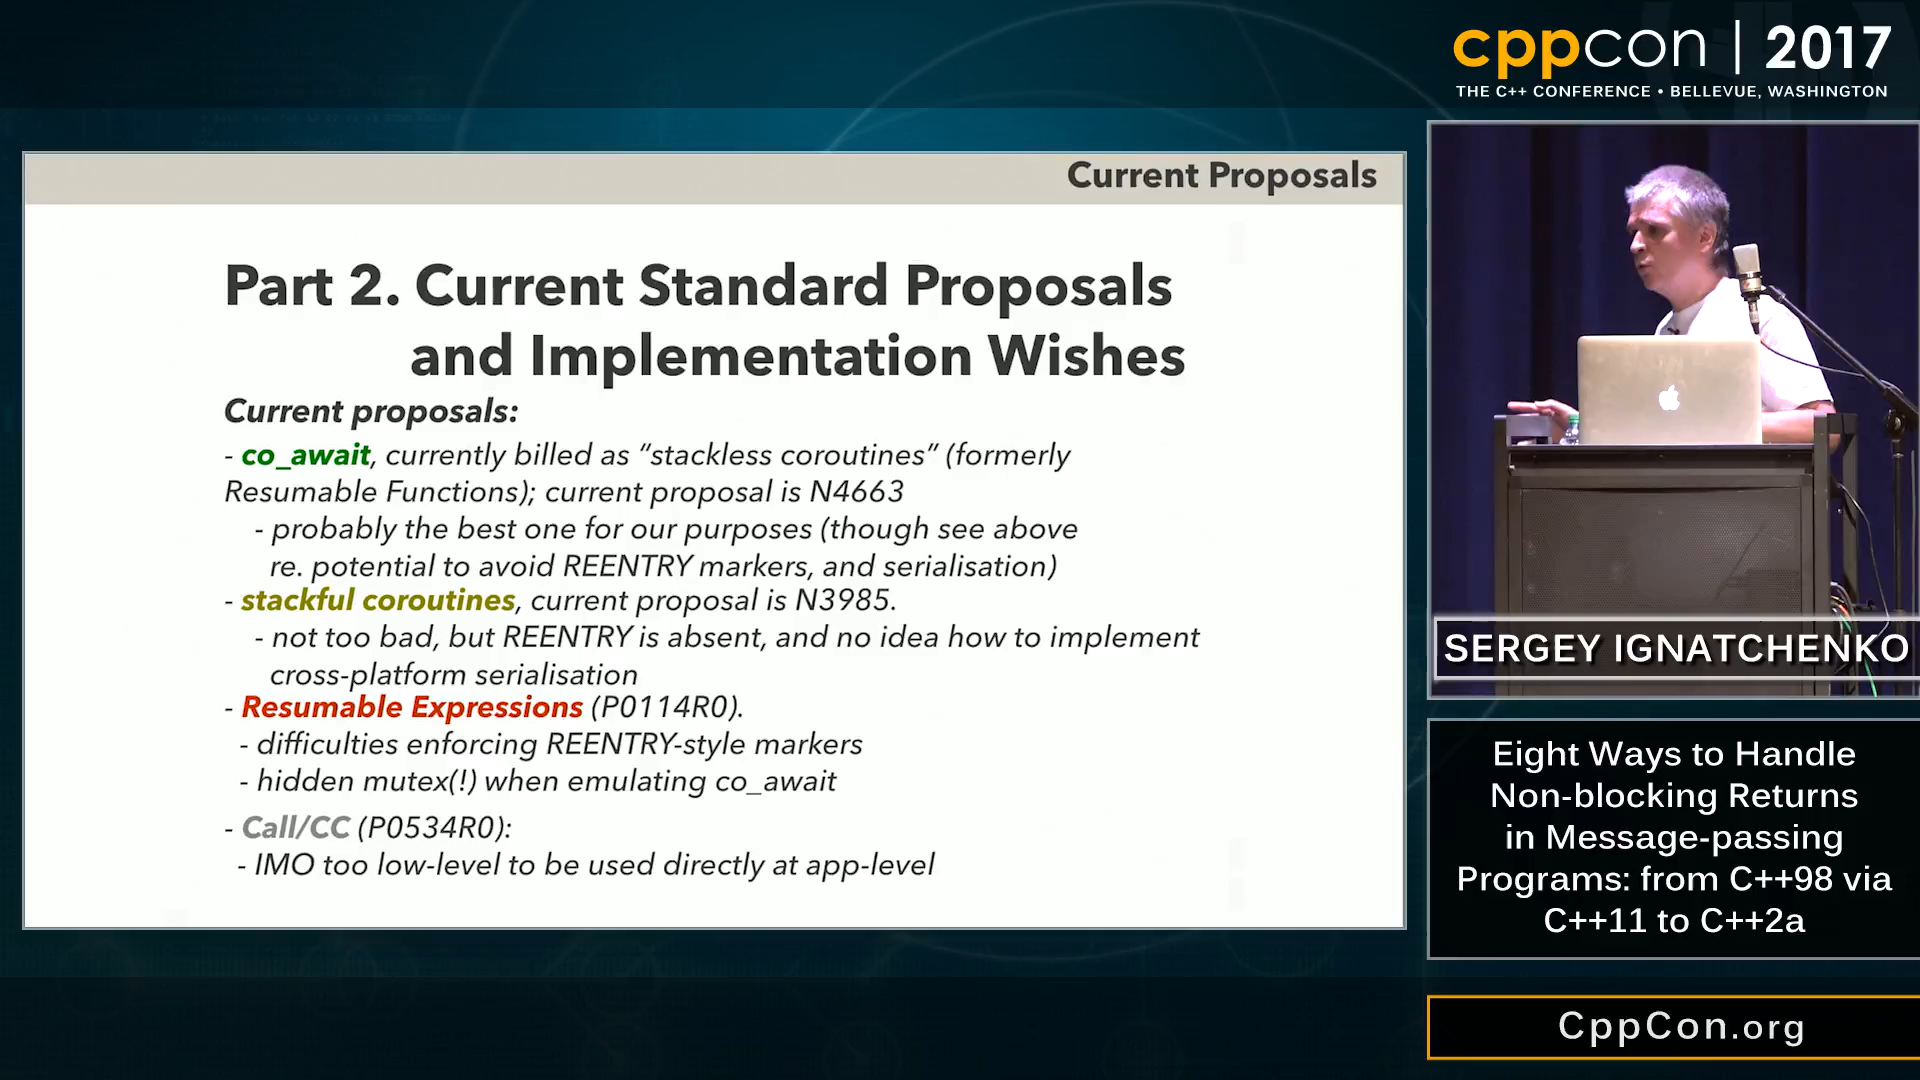 cppcon | 2017
THE C++ CONFERENCE • BELLEVUE, WASHINGTON
Current Proposals
Part 2. Current Standard Proposals
and Implementation Wishes
Current proposals:
- co_await, currently billed as “stackless coroutines” (formerly
Resumable Functions); current proposal is N4663
- probably the best one for our purposes (though see above
re. potential to avoid REENTRY markers, and serialisation)
- stackful coroutines, current proposal is N3985.
- not too bad, but REENTRY is absent, and no idea how to implement
cross-platform serialisation
- Resumable Expressions (P0114R0).
- difficulties enforcing REENTRY-style markers
- hidden mutex(!) when emulating co_await
- Call/CC (P0534R0):
- IMO too low-level to be used directly at app-level
SERGEY IGNATCHENKO
Eight Ways to Handle
Non-blocking Returns
in Message-passing
Programs: from C++98 via
C++11 to C++2a
CppCon.org